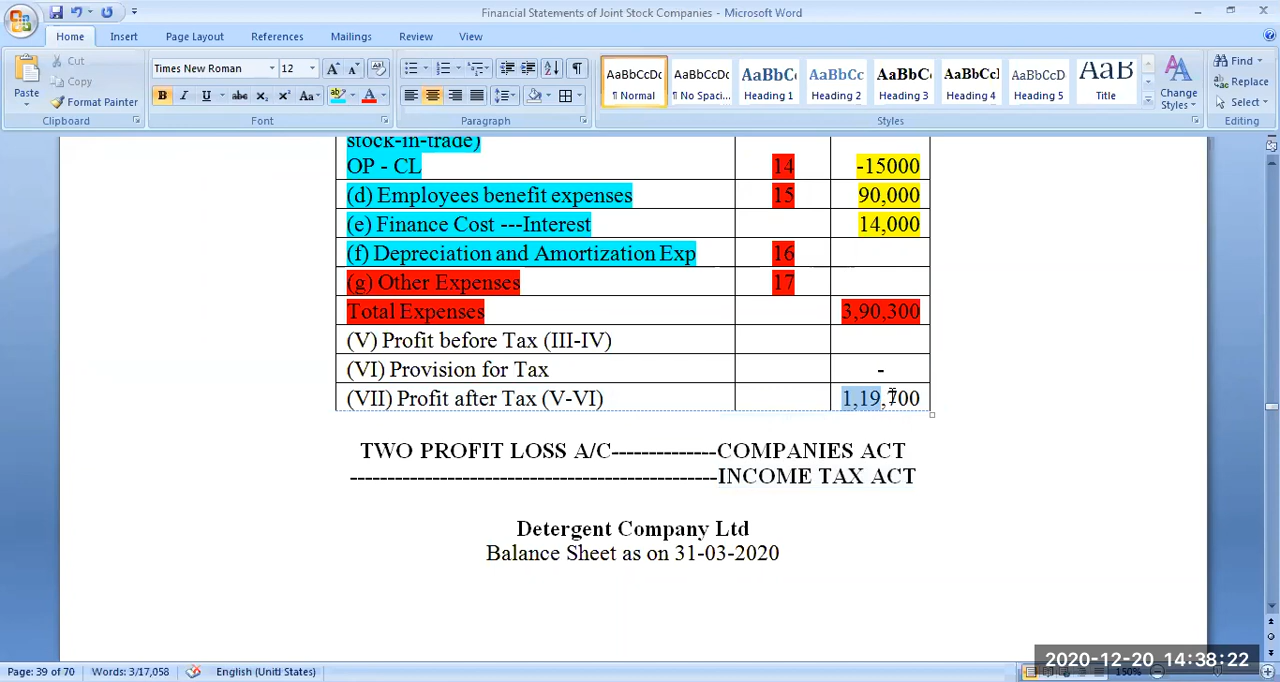 Financial Statements of Joint Stock Companies - Microsoft Word
Home Insert Page Layout References Mailings Review View
Cut
Copy
Paste
Format Painter
Clipboard
Times New Roman 12
Font
Paragraph
AaBbCcDc AaBbCcDc AaBbC AaBbCc AaBbCc AaBbCcI AaBbCcD AaB
¶ Normal ¶ No Spaci... Heading 1 Heading 2 Heading 3 Heading 4 Heading 5 Title
Styles
Change Styles
Find
Replace
Select
Editing
stock-in-trade)
OP - CL 14 -15000
(d) Employees benefit expenses 15 90,000
(e) Finance Cost ---Interest 14,000
(f) Depreciation and Amortization Exp 16
(g) Other Expenses 17
Total Expenses 3,90,300
(V) Profit before Tax (III-IV)
(VI) Provision for Tax -
(VII) Profit after Tax (V-VI) 1,19,700
TWO PROFIT LOSS A/C--------------COMPANIES ACT
--------------------------------------------------INCOME TAX ACT
Detergent Company Ltd
Balance Sheet as on 31-03-2020
2020-12-20 14:38:22
Page: 39 of 70 Words: 3/17,058 English (United States) 150%